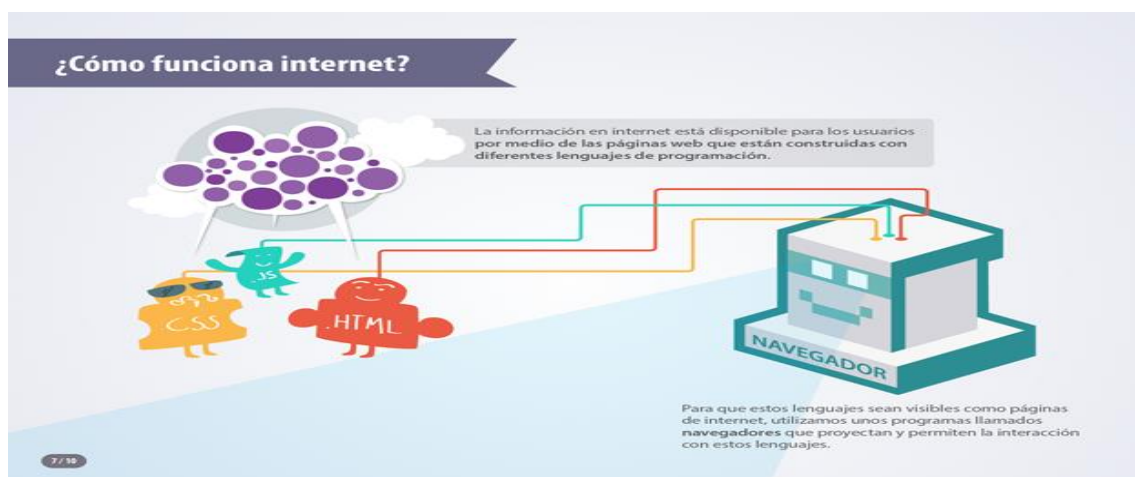 ¿Cómo funciona internet?
La información en internet está disponible para los usuarios
por medio de las páginas web que están construidas con
diferentes lenguajes de programación.
.JS
.CSS
.HTML
NAVEGADOR
Para que estos lenguajes sean visibles como páginas
de internet, utilizamos unos programas llamados
navegadores que proyectan y permiten la interacción
con estos lenguajes.
7 / 10